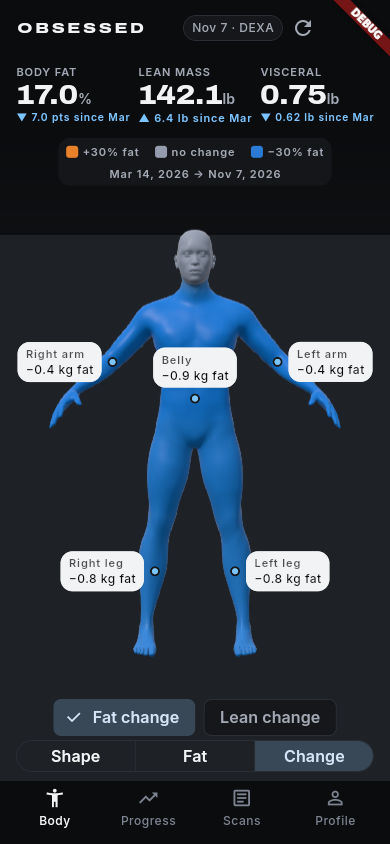 OBSESSED
Nov 7 · DEXA
DEBUG
BODY FAT
17.0%
▼ 7.0 pts since Mar
LEAN MASS
142.1lb
▲ 6.4 lb since Mar
VISCERAL
0.75lb
▼ 0.62 lb since Mar
+30% fat
no change
−30% fat
Mar 14, 2026 → Nov 7, 2026
Right arm
−0.4 kg fat
Belly
−0.9 kg fat
Left arm
−0.4 kg fat
Right leg
−0.8 kg fat
Left leg
−0.8 kg fat
Fat change
Lean change
Shape
Fat
Change
Body
Progress
Scans
Profile